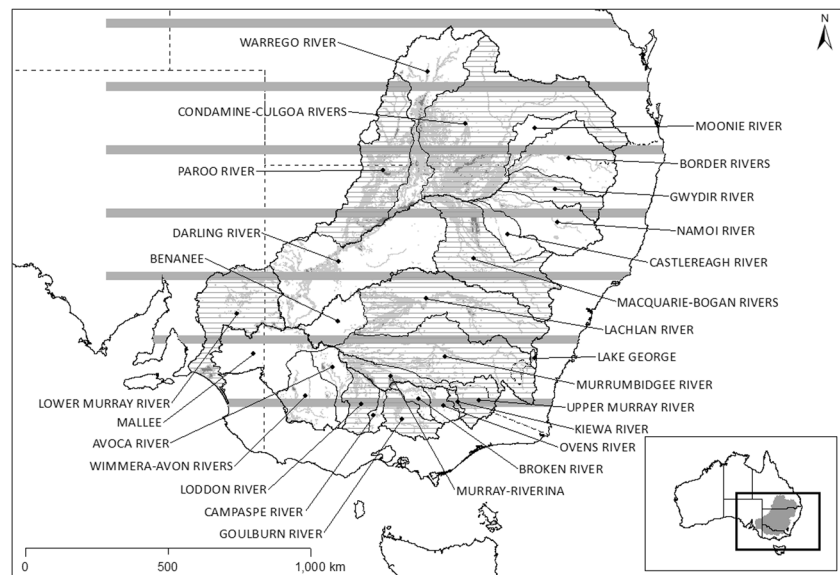 N
WARREGO RIVER
CONDAMINE-CULGOA RIVERS
MOONIE RIVER
BORDER RIVERS
PAROO RIVER
GWYDIR RIVER
NAMOI RIVER
DARLING RIVER
BENANEE
CASTLEREAGH RIVER
MACQUARIE-BOGAN RIVERS
LACHLAN RIVER
LAKE GEORGE
MURRUMBIDGEE RIVER
LOWER MURRAY RIVER
UPPER MURRAY RIVER
MALLEE
KIEWA RIVER
AVOCA RIVER
OVENS RIVER
WIMMERA-AVON RIVERS
BROKEN RIVER
LODDON RIVER
MURRAY-RIVERINA
CAMPASPE RIVER
GOULBURN RIVER
0 500 1,000 km